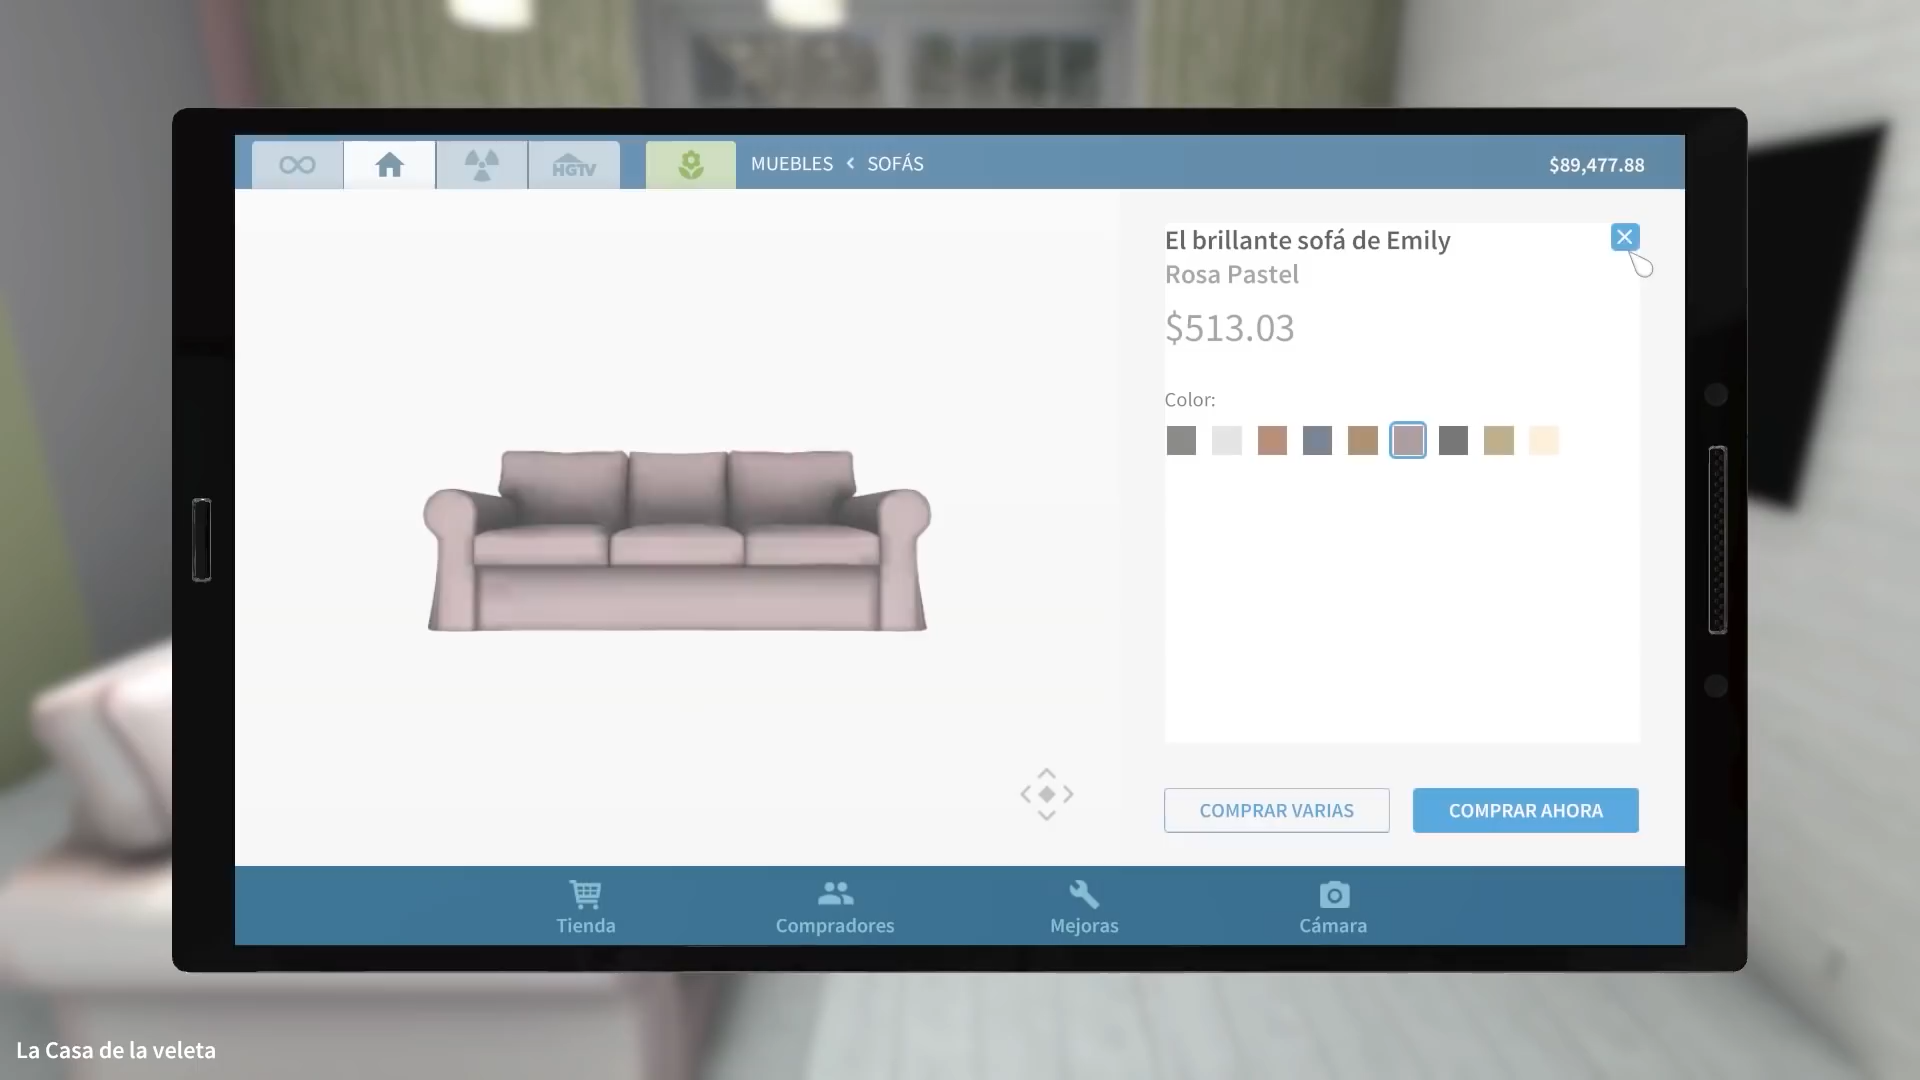 HGTV
MUEBLES < SOFÁS
$89,477.88
El brillante sofá de Emily
Rosa Pastel
$513.03
Color:
COMPRAR VARIAS
COMPRAR AHORA
Tienda
Compradores
Mejoras
Cámara
La Casa de la veleta